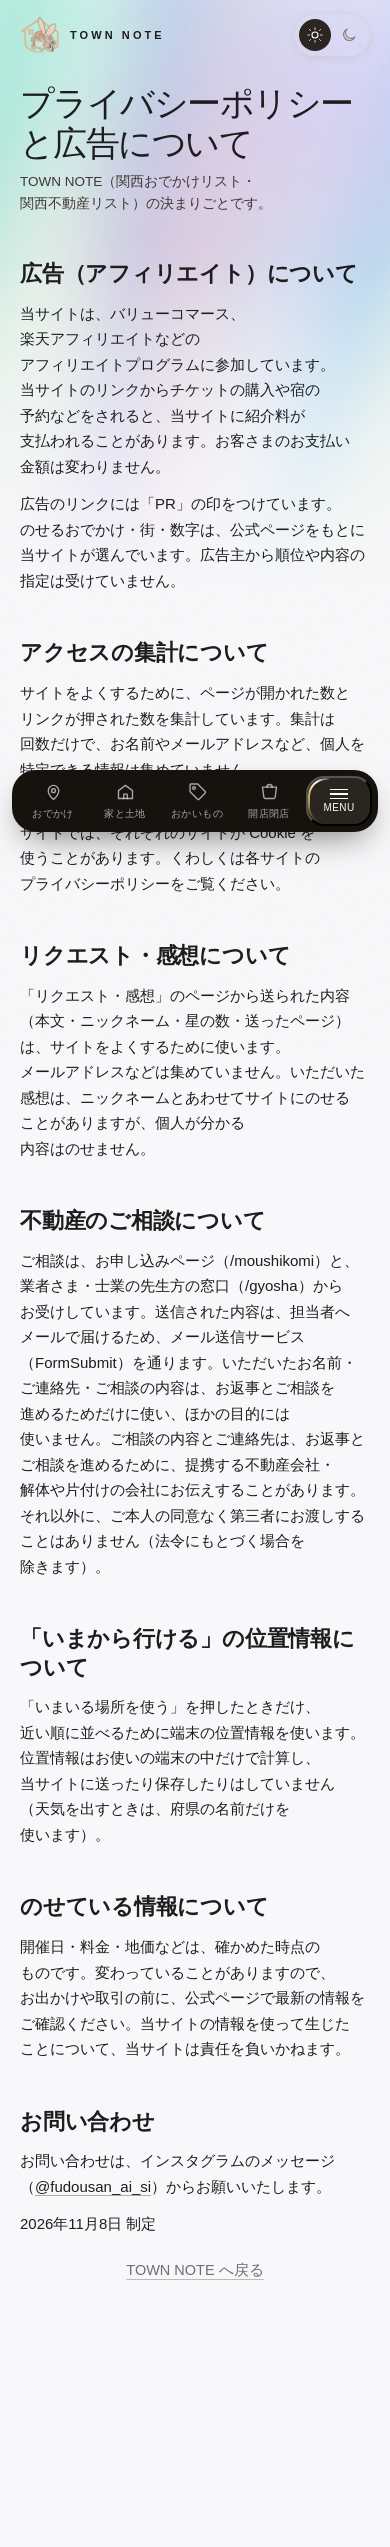 TOWN NOTE
プライバシーポリシー
と広告について
TOWN NOTE（関西おでかけリスト・
関西不動産リスト）の決まりごとです。
広告（アフィリエイト）について
当サイトは、バリューコマース、
楽天アフィリエイトなどの
アフィリエイトプログラムに参加しています。
当サイトのリンクからチケットの購入や宿の
予約などをされると、当サイトに紹介料が
支払われることがあります。お客さまのお支払い
金額は変わりません。
広告のリンクには「PR」の印をつけています。
のせるおでかけ・街・数字は、公式ページをもとに
当サイトが選んでいます。広告主から順位や内容の
指定は受けていません。
アクセスの集計について
サイトをよくするために、ページが開かれた数と
リンクが押された数を集計しています。集計は
回数だけで、お名前やメールアドレスなど、個人を
特定できる情報は集めていません。
おでかけ
家と土地
おかいもの
開店閉店
MENU
サイトでは、それぞれのサイトが Cookie を
使うことがあります。くわしくは各サイトの
プライバシーポリシーをご覧ください。
リクエスト・感想について
「リクエスト・感想」のページから送られた内容
（本文・ニックネーム・星の数・送ったページ）
は、サイトをよくするために使います。
メールアドレスなどは集めていません。いただいた
感想は、ニックネームとあわせてサイトにのせる
ことがありますが、個人が分かる
内容はのせません。
不動産のご相談について
ご相談は、お申し込みページ（/moushikomi）と、
業者さま・士業の先生方の窓口（/gyosha）から
お受けしています。送信された内容は、担当者へ
メールで届けるため、メール送信サービス
（FormSubmit）を通ります。いただいたお名前・
ご連絡先・ご相談の内容は、お返事とご相談を
進めるためだけに使い、ほかの目的には
使いません。ご相談の内容とご連絡先は、お返事と
ご相談を進めるために、提携する不動産会社・
解体や片付けの会社にお伝えすることがあります。
それ以外に、ご本人の同意なく第三者にお渡しする
ことはありません（法令にもとづく場合を
除きます）。
「いまから行ける」の位置情報に
ついて
「いまいる場所を使う」を押したときだけ、
近い順に並べるために端末の位置情報を使います。
位置情報はお使いの端末の中だけで計算し、
当サイトに送ったり保存したりはしていません
（天気を出すときは、府県の名前だけを
使います）。
のせている情報について
開催日・料金・地価などは、確かめた時点の
ものです。変わっていることがありますので、
お出かけや取引の前に、公式ページで最新の情報を
ご確認ください。当サイトの情報を使って生じた
ことについて、当サイトは責任を負いかねます。
お問い合わせ
お問い合わせは、インスタグラムのメッセージ
（@fudousan_ai_si）からお願いいたします。
2026年11月8日 制定
TOWN NOTE へ戻る